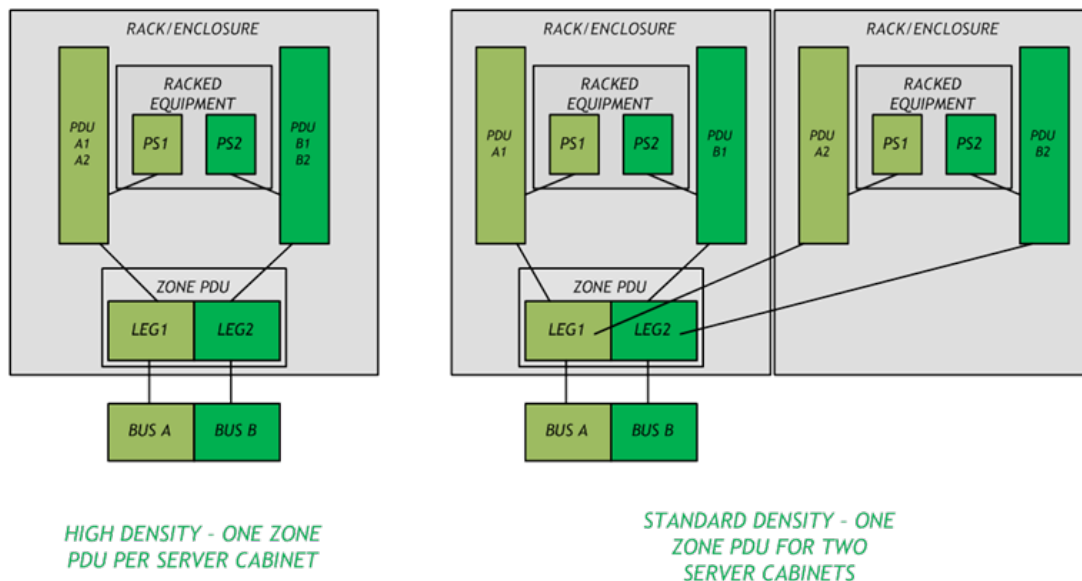 RACK/ENCLOSURE
RACKED
EQUIPMENT
PDU
A1
A2
PS1
PS2
PDU
B1
B2
ZONE PDU
LEG1
LEG2
BUS A
BUS B
HIGH DENSITY - ONE ZONE
PDU PER SERVER CABINET
RACK/ENCLOSURE
RACKED
EQUIPMENT
PDU
A1
PS1
PS2
PDU
B1
ZONE PDU
LEG1
LEG2
BUS A
BUS B
RACK/ENCLOSURE
RACKED
EQUIPMENT
PDU
A2
PS1
PS2
PDU
B2
STANDARD DENSITY - ONE
ZONE PDU FOR TWO
SERVER CABINETS